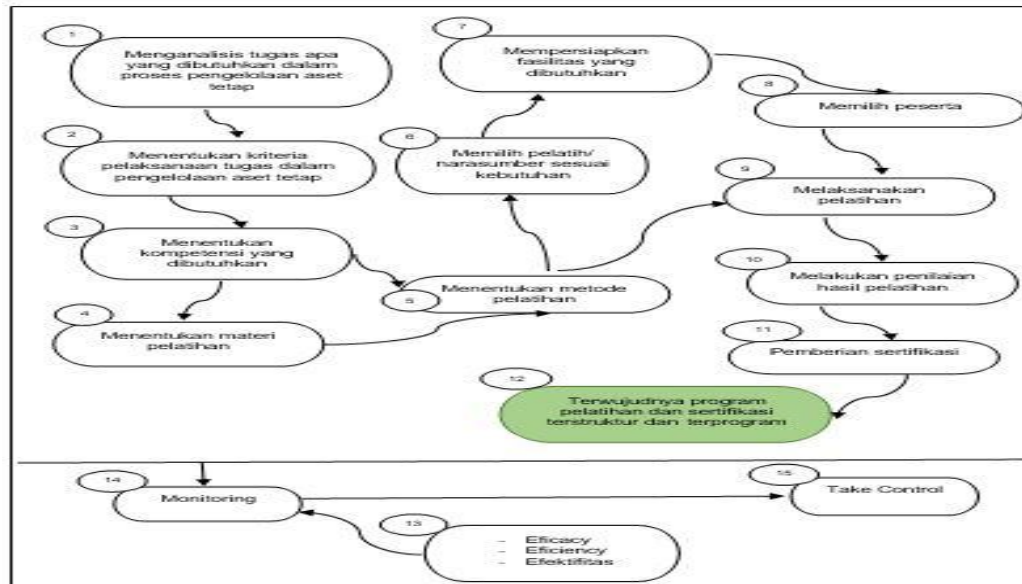 1
Menganalisis tugas apa
yang dibutuhkan dalam
proses pengelolaan aset
tetap
2
Menentukan kriteria
pelaksanaan tugas dalam
pengelolaan aset tetap
3
Menentukan
kompetensi yang
dibutuhkan
4
Menentukan materi
pelatihan
5
Menentukan metode
pelatihan
6
Memilih pelatih/
narasumber sesuai
kebutuhan
7
Mempersiapkan
fasilitas yang
dibutuhkan
8
Memilih peserta
9
Melaksanakan
pelatihan
10
Melakukan penilaian
hasil pelatihan
11
Pemberian sertifikasi
12
Terwujudnya program
pelatihan dan sertifikasi
terstruktur dan terprogram
14
Monitoring
15
Take Control
13
- Eficacy
- Eficiency
- Efektifitas